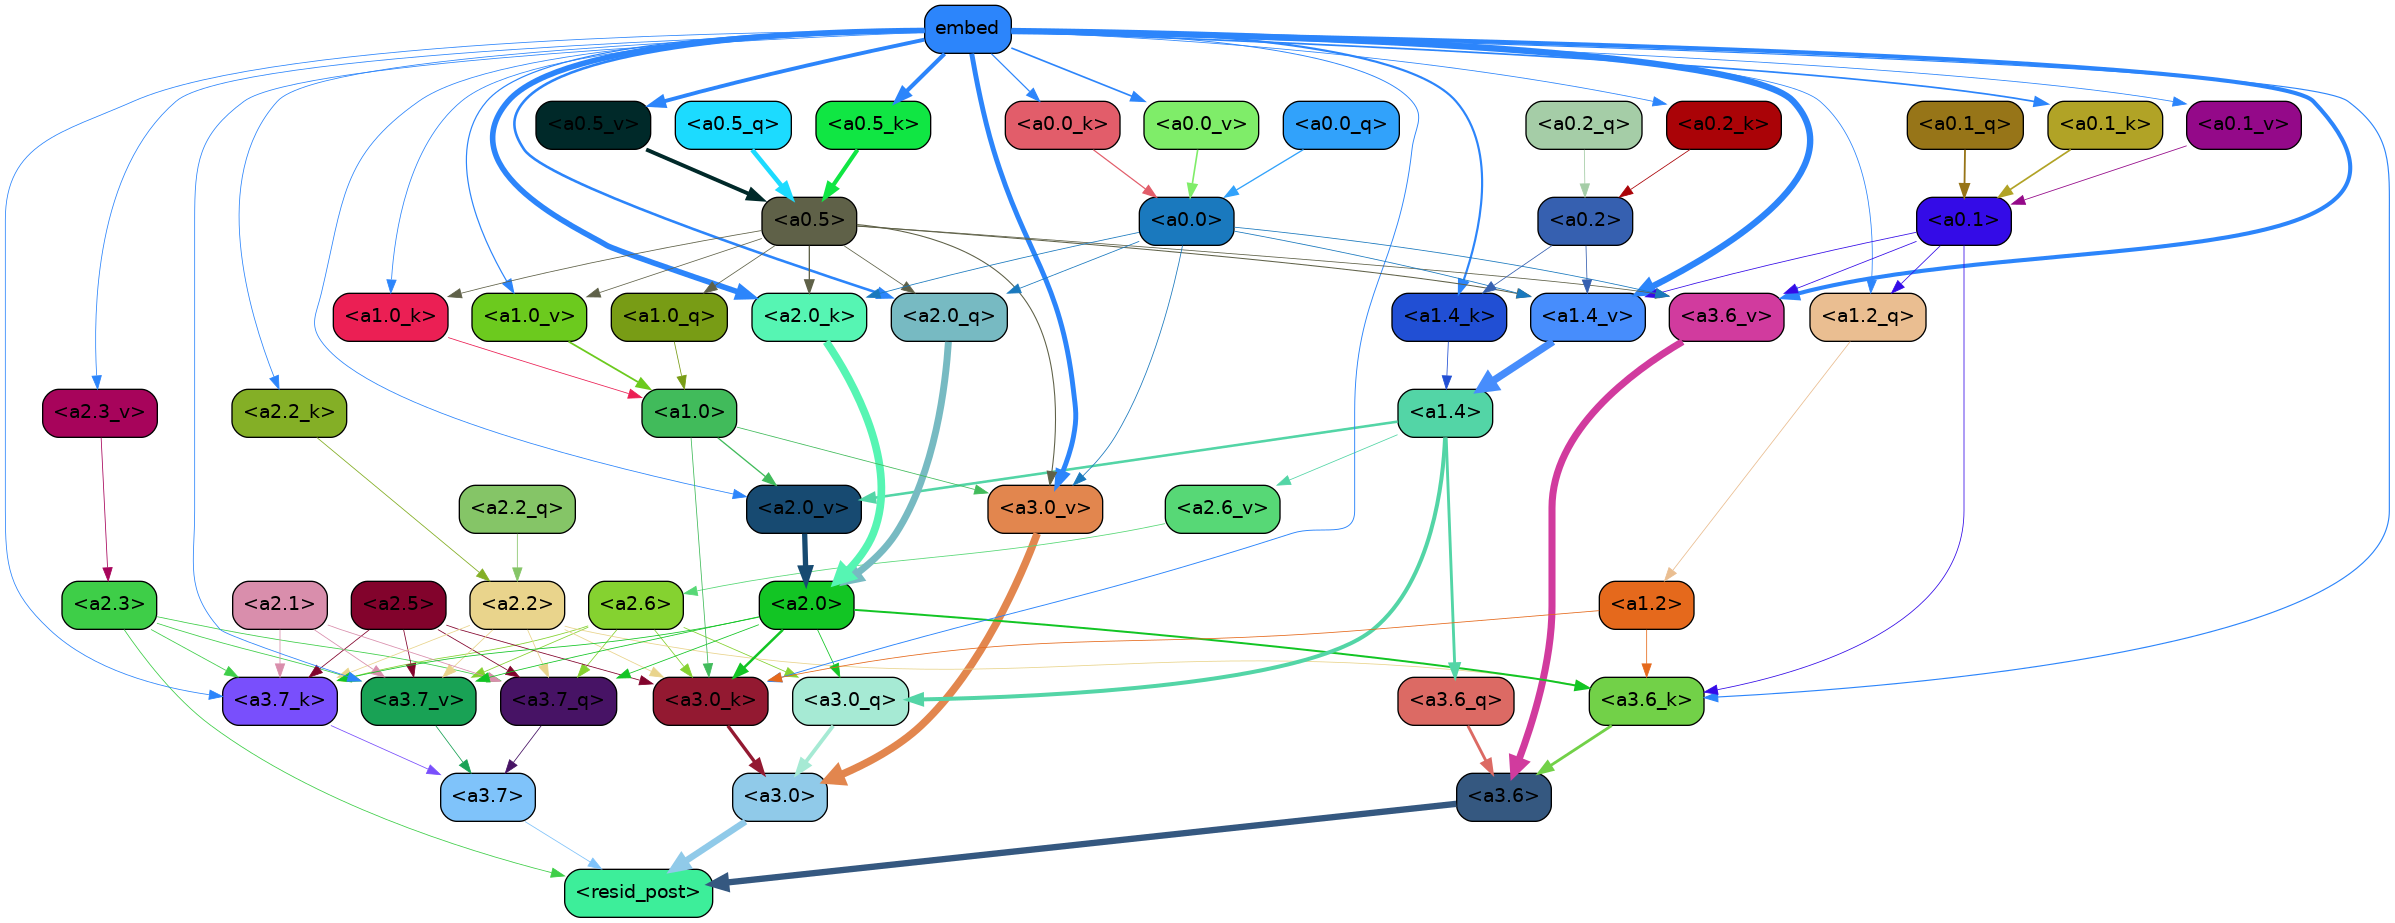 embed
<a0.5_v>
<a0.5_q>
<a0.5_k>
<a0.0_k>
<a0.0_v>
<a0.0_q>
<a0.2_q>
<a0.2_k>
<a0.1_q>
<a0.1_k>
<a0.1_v>
<a0.5>
<a0.0>
<a0.2>
<a0.1>
<a1.0_k>
<a1.0_v>
<a1.0_q>
<a2.0_k>
<a2.0_q>
<a1.4_k>
<a1.4_v>
<a3.6_v>
<a1.2_q>
<a2.3_v>
<a2.2_k>
<a1.0>
<a1.4>
<a2.2_q>
<a2.0_v>
<a3.0_v>
<a2.6_v>
<a2.3>
<a2.1>
<a2.5>
<a2.2>
<a2.6>
<a2.0>
<a1.2>
<a3.7_k>
<a3.7_v>
<a3.7_q>
<a3.0_k>
<a3.0_q>
<a3.6_q>
<a3.6_k>
<a3.7>
<a3.0>
<a3.6>
<resid_post>